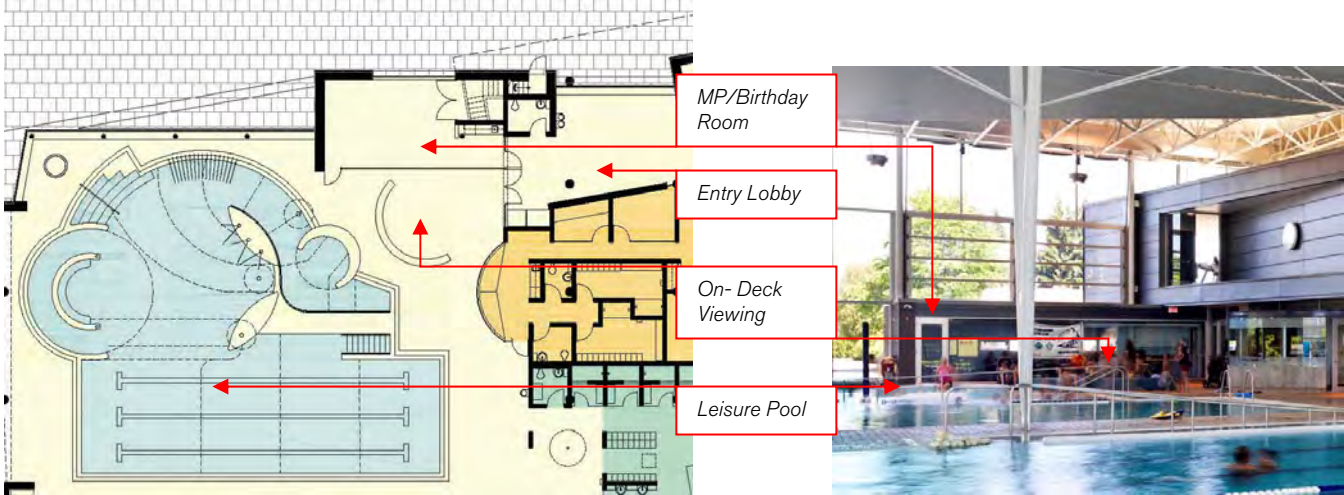 MP/Birthday
Room
Entry Lobby
On- Deck
Viewing
Leisure Pool